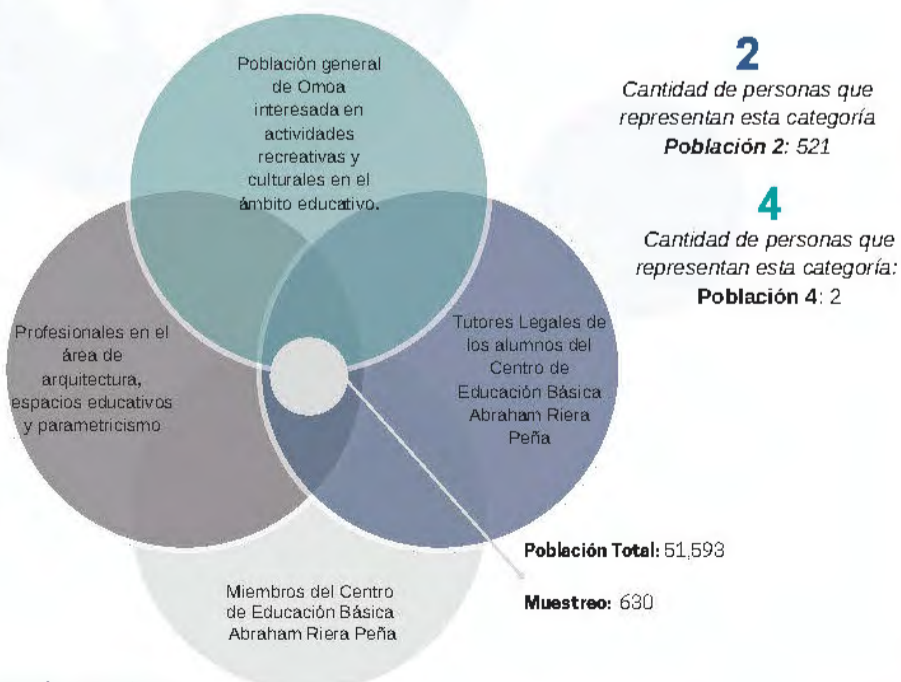 Población general
de Omoa
interesada en
actividades
recreativas y
culturales en el
ámbito educativo.
2
Cantidad de personas que
representan esta categoría
Población 2: 521
4
Cantidad de personas que
representan esta categoría:
Población 4: 2
Profesionales en el
área de
arquitectura,
espacios educativos
y parametricismo
Tutores Legales de
los alumnos del
Centro de
Educación Básica
Abraham Riera
Peña
Población Total: 51,593
Muestreo: 630
Miembros del Centro
de Educación Básica
Abraham Riera Peña